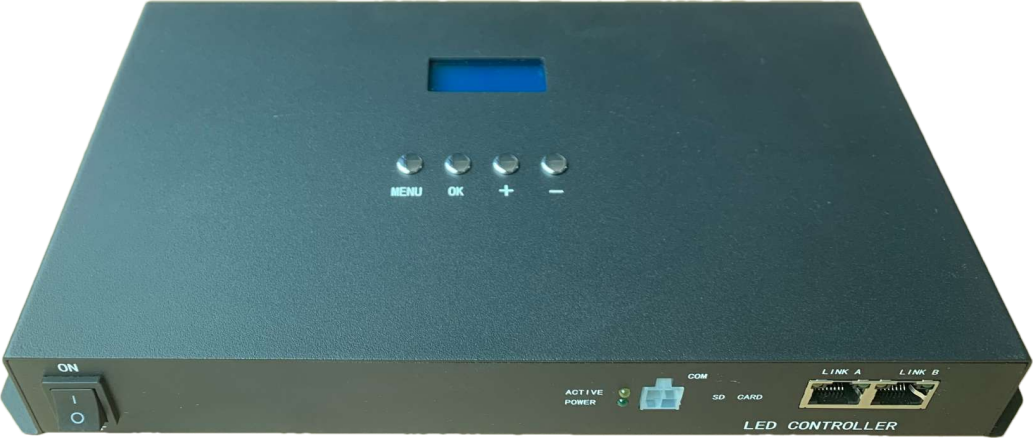 MENU OK + −
ON
I
O
ACTIVE
POWER
COM
SD CARD
LINK A LINK B
LED CONTROLLER